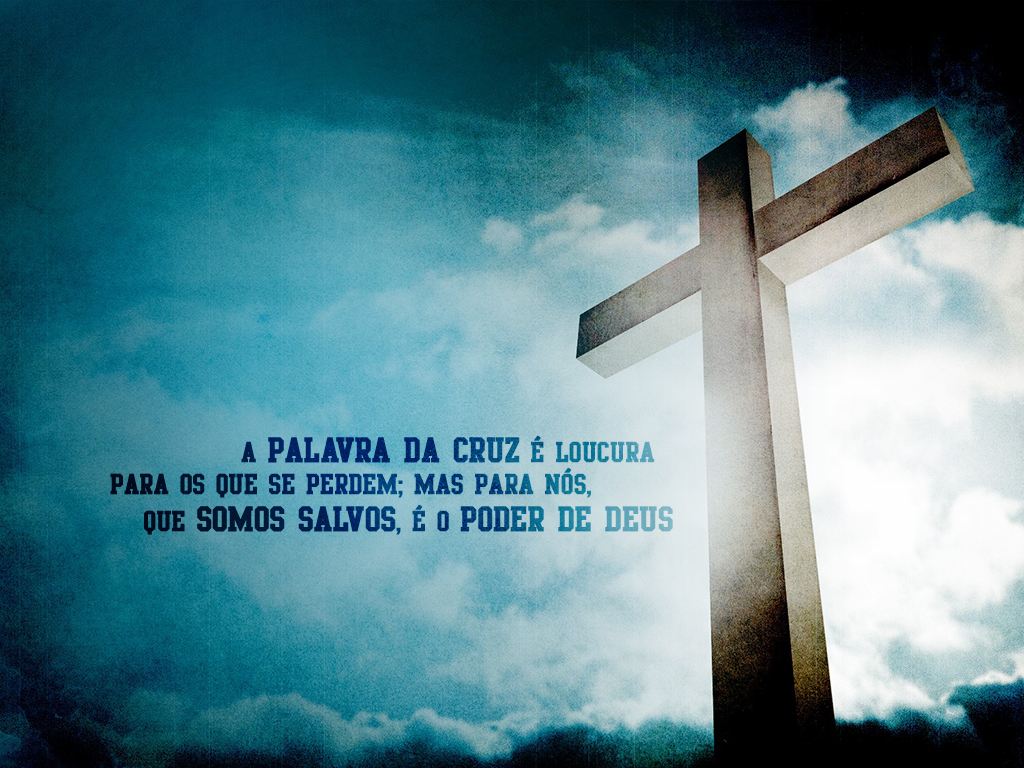 A PALAVRA DA CRUZ É LOUCURA
PARA OS QUE SE PERDEM; MAS PARA NÓS,
QUE SOMOS SALVOS, É O PODER DE DEUS